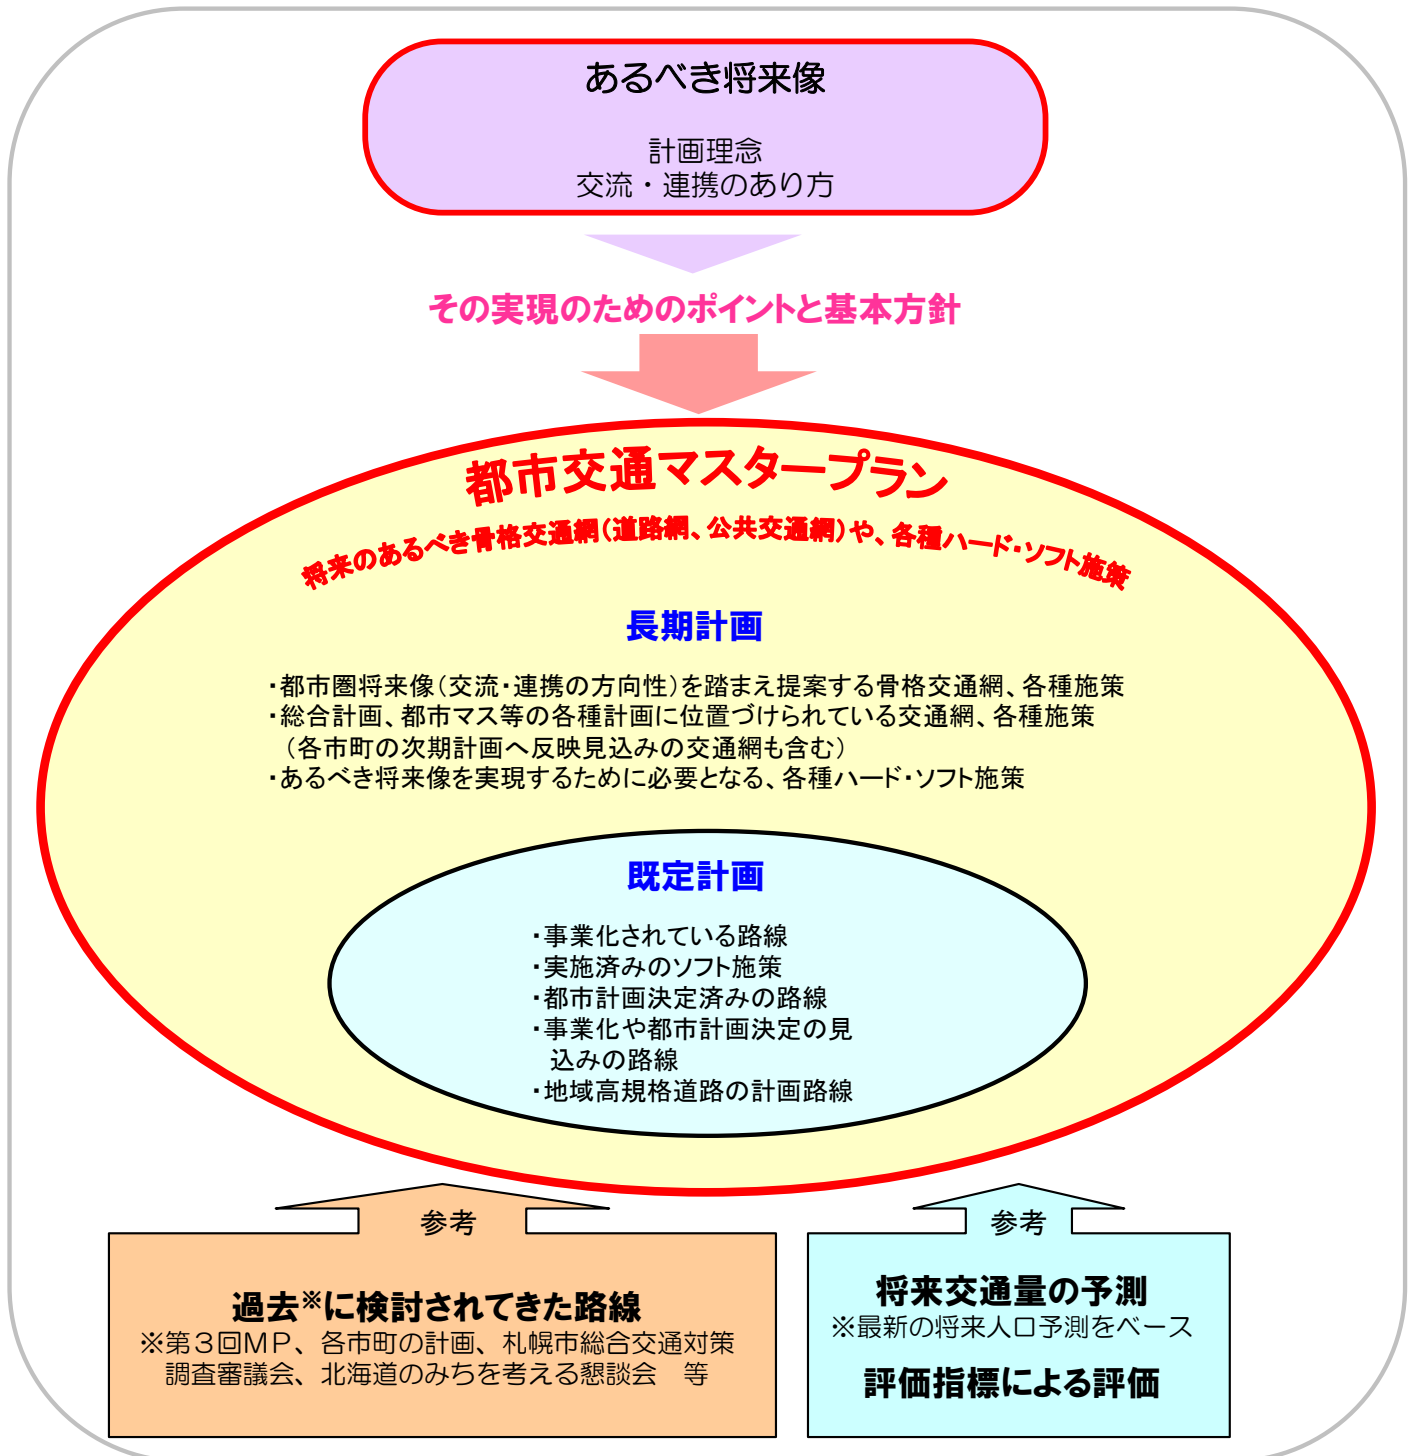 あるべき将来像
計画理念
交流・連携のあり方
その実現のためのポイントと基本方針
都市交通マスタープラン
将来のあるべき骨格交通網(道路網、公共交通網)や、各種ハード・ソフト施策
長期計画
・都市圏将来像(交流・連携の方向性)を踏まえ提案する骨格交通網、各種施策
・総合計画、都市マス等の各種計画に位置づけられている交通網、各種施策
(各市町の次期計画へ反映見込みの交通網も含む)
・あるべき将来像を実現するために必要となる、各種ハード・ソフト施策
既定計画
・事業化されている路線
・実施済みのソフト施策
・都市計画決定済みの路線
・事業化や都市計画決定の見
込みの路線
・地域高規格道路の計画路線
参考
過去※に検討されてきた路線
※第3回MP、各市町の計画、札幌市総合交通対策
調査審議会、北海道のみちを考える懇談会 等
参考
将来交通量の予測
※最新の将来人口予測をベース
評価指標による評価